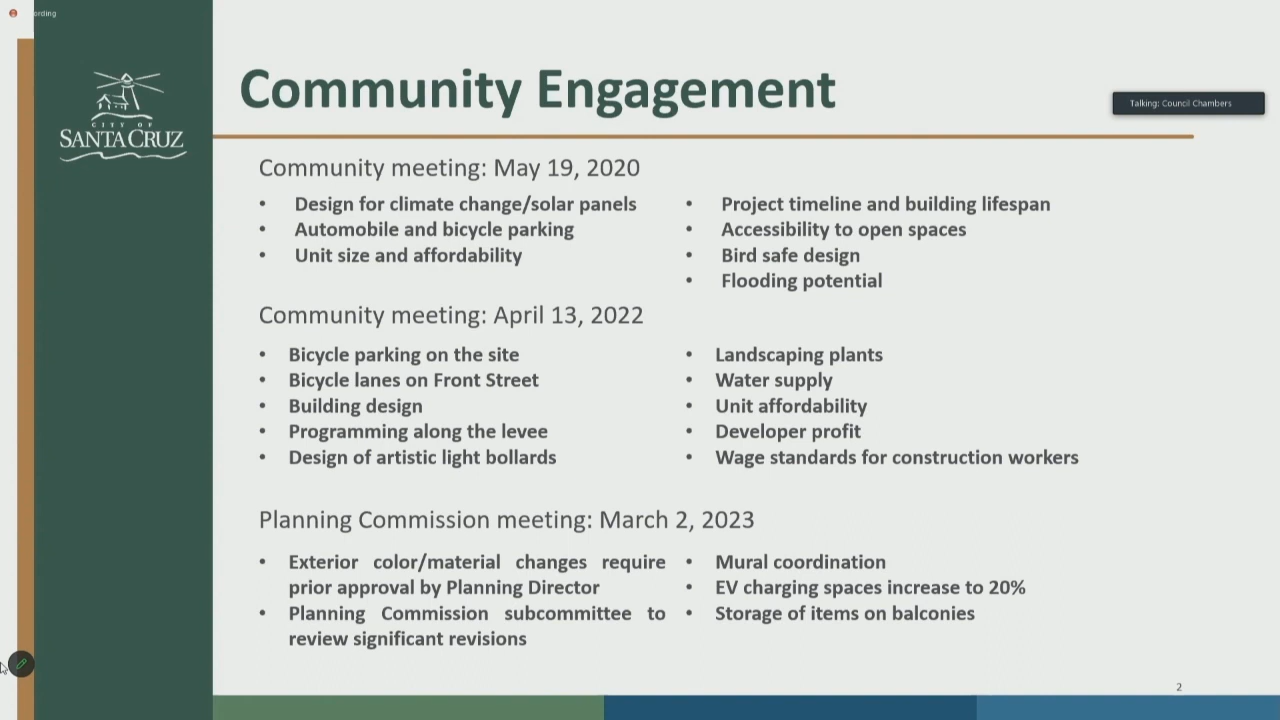 Community Engagement
CITY OF
SANTA CRUZ
Talking: Council Chambers
Community meeting: May 19, 2020
• Design for climate change/solar panels
• Automobile and bicycle parking
• Unit size and affordability
• Project timeline and building lifespan
• Accessibility to open spaces
• Bird safe design
• Flooding potential
Community meeting: April 13, 2022
• Bicycle parking on the site
• Bicycle lanes on Front Street
• Building design
• Programming along the levee
• Design of artistic light bollards
• Landscaping plants
• Water supply
• Unit affordability
• Developer profit
• Wage standards for construction workers
Planning Commission meeting: March 2, 2023
• Exterior color/material changes require
prior approval by Planning Director
• Planning Commission subcommittee to
review significant revisions
• Mural coordination
• EV charging spaces increase to 20%
• Storage of items on balconies
2